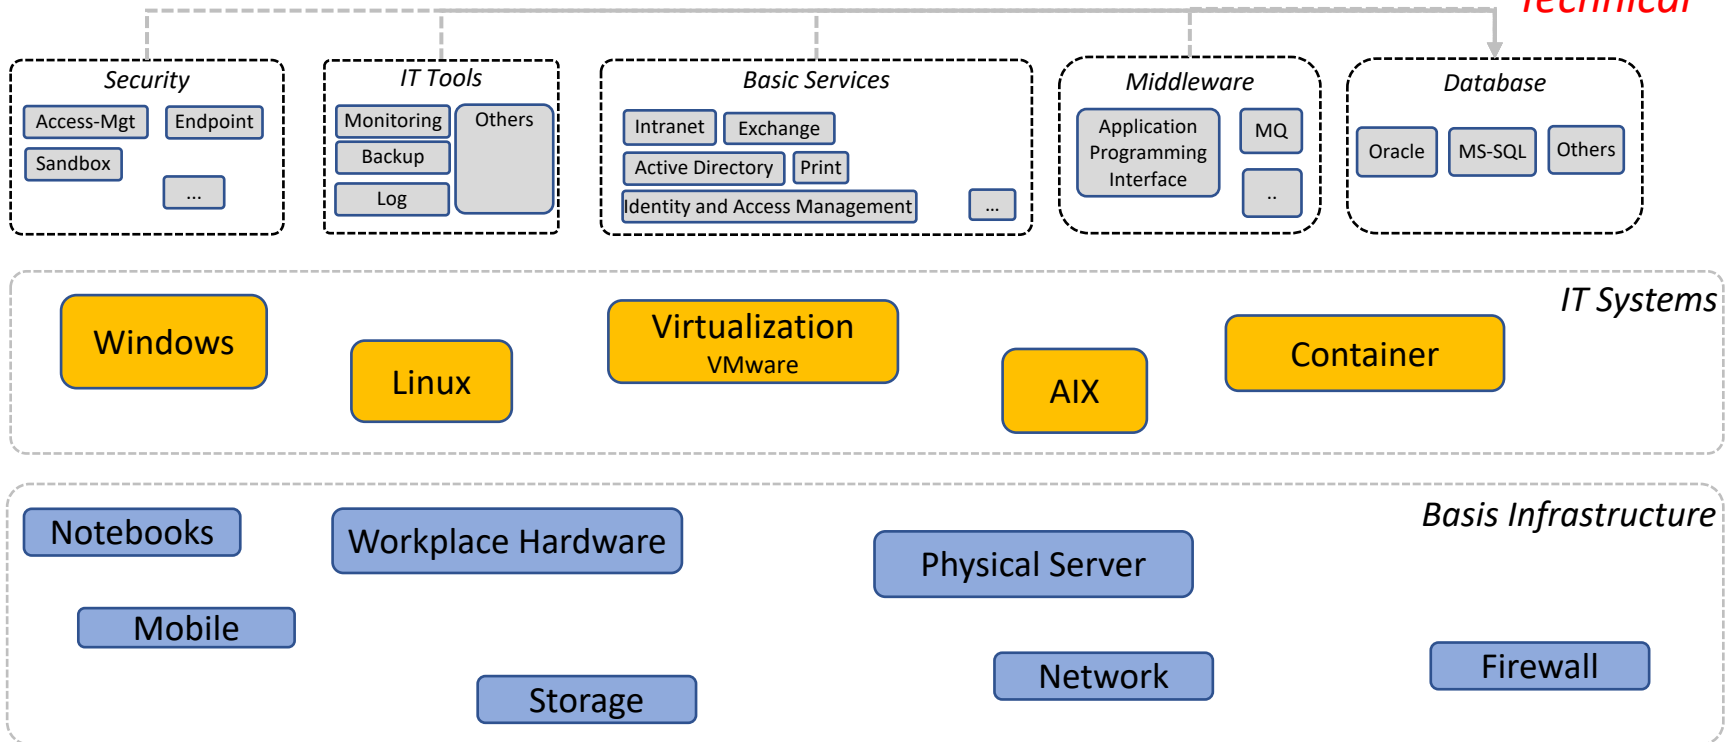 Technical
Security
Access-Mgt
Endpoint
Sandbox
...
IT Tools
Monitoring
Backup
Log
Others
Basic Services
Intranet
Exchange
Active Directory
Print
Identity and Access Management
...
Middleware
Application
Programming
Interface
MQ
..
Database
Oracle
MS-SQL
Others
IT Systems
Windows
Linux
Virtualization
VMware
AIX
Container
Basis Infrastructure
Notebooks
Workplace Hardware
Physical Server
Mobile
Storage
Network
Firewall